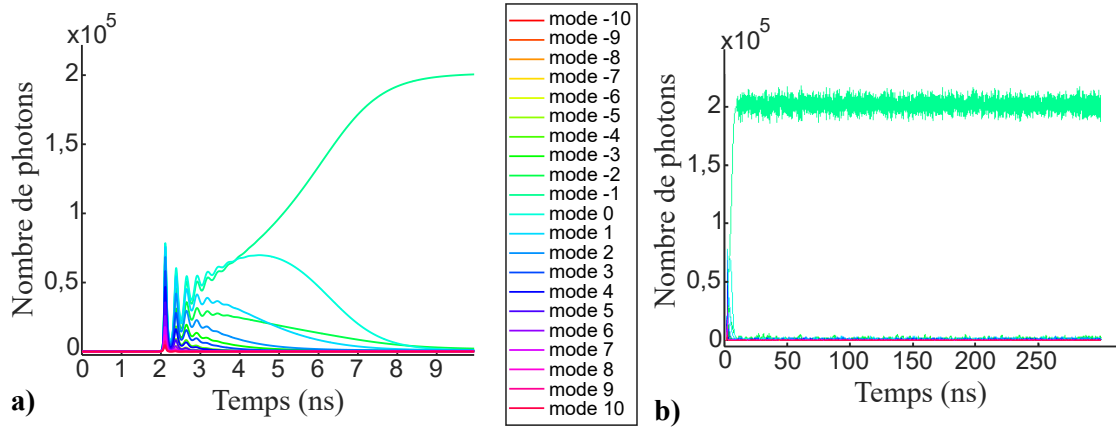 x10⁵
2
1,5
1
0,5
0
Nombre de photons
0 1 2 3 4 5 6 7 8 9
Temps (ns)
a)
mode -10
mode -9
mode -8
mode -7
mode -6
mode -5
mode -4
mode -3
mode -2
mode -1
mode 0
mode 1
mode 2
mode 3
mode 4
mode 5
mode 6
mode 7
mode 8
mode 9
mode 10
x10⁵
2
1,5
1
0,5
0
Nombre de photons
0 50 100 150 200 250
Temps (ns)
b)